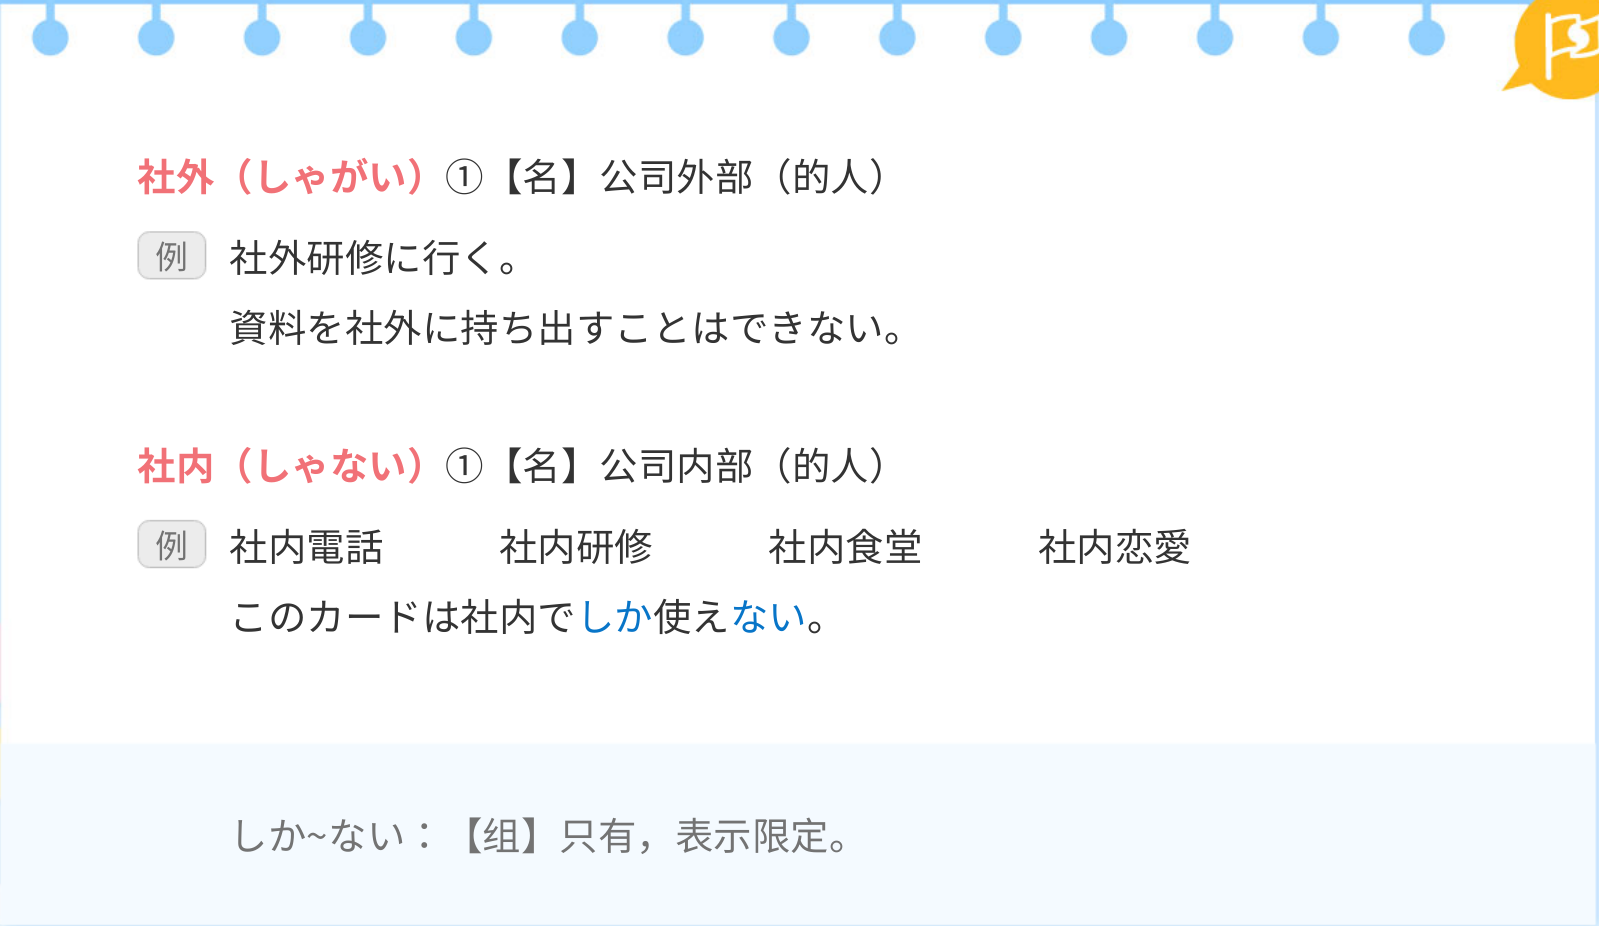 社外（しゃがい）①【名】公司外部（的人）
例 社外研修に行く。
資料を社外に持ち出すことはできない。
社内（しゃない）①【名】公司内部（的人）
例 社内電話 社内研修 社内食堂 社内恋愛
このカードは社内でしか使えない。
しか~ない：【组】只有，表示限定。